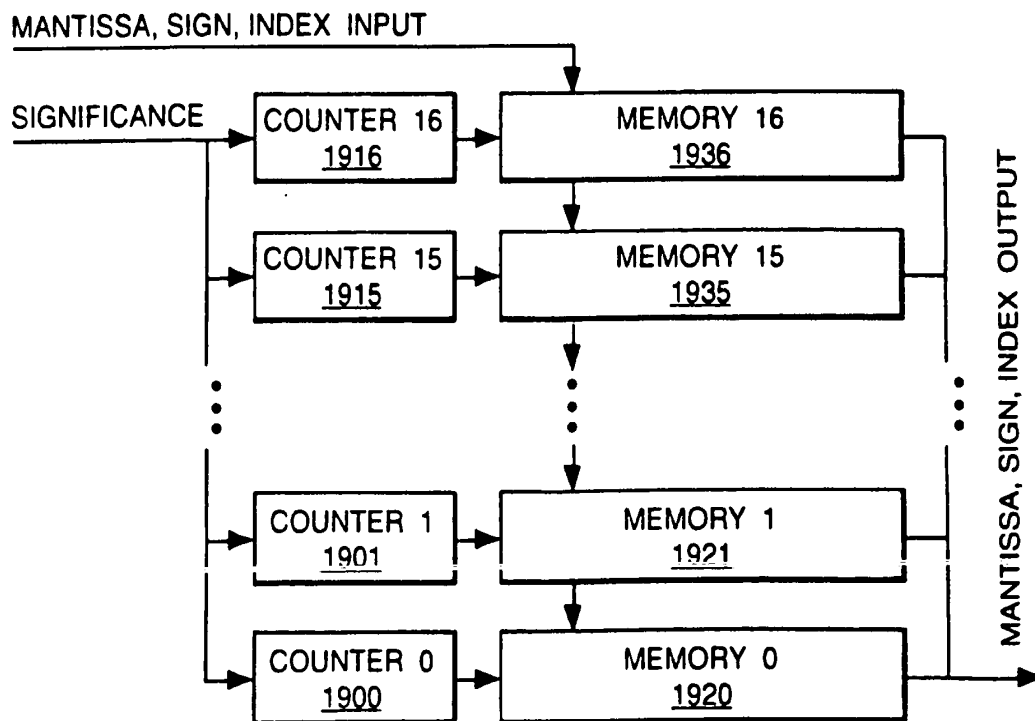 MANTISSA, SIGN, INDEX INPUT
SIGNIFICANCE
COUNTER 16
1916
MEMORY 16
1936
COUNTER 15
1915
MEMORY 15
1935
COUNTER 1
1901
MEMORY 1
1921
COUNTER 0
1900
MEMORY 0
1920
MANTISSA, SIGN, INDEX OUTPUT